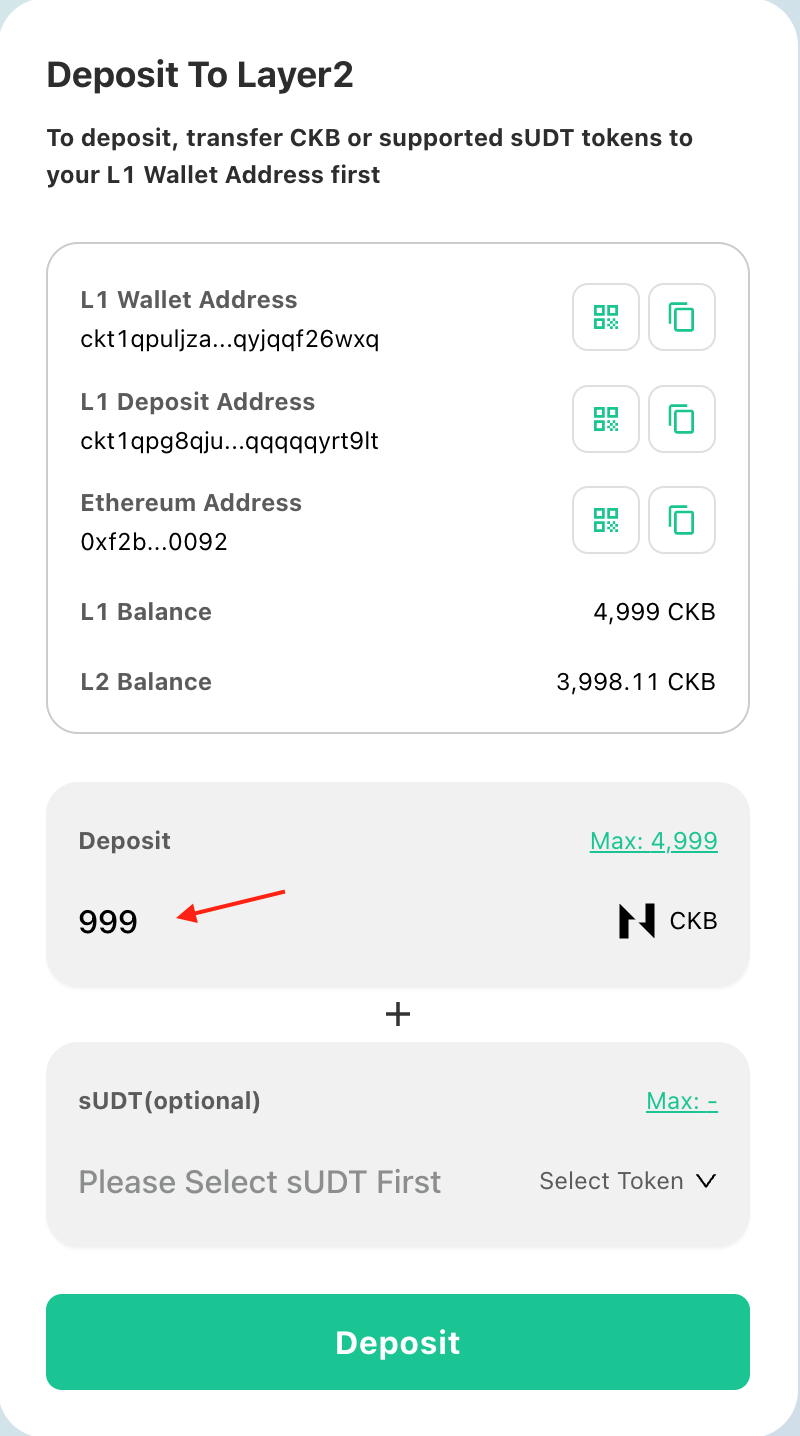 Deposit To Layer2
To deposit, transfer CKB or supported sUDT tokens to
your L1 Wallet Address first
L1 Wallet Address
ckt1qpuljza...qyjqqf26wxq
L1 Deposit Address
ckt1qpg8qju...qqqqqyrt9lt
Ethereum Address
0xf2b...0092
L1 Balance 4,999 CKB
L2 Balance 3,998.11 CKB
Deposit Max: 4,999
999 CKB
+
sUDT(optional) Max: -
Please Select sUDT First Select Token
Deposit